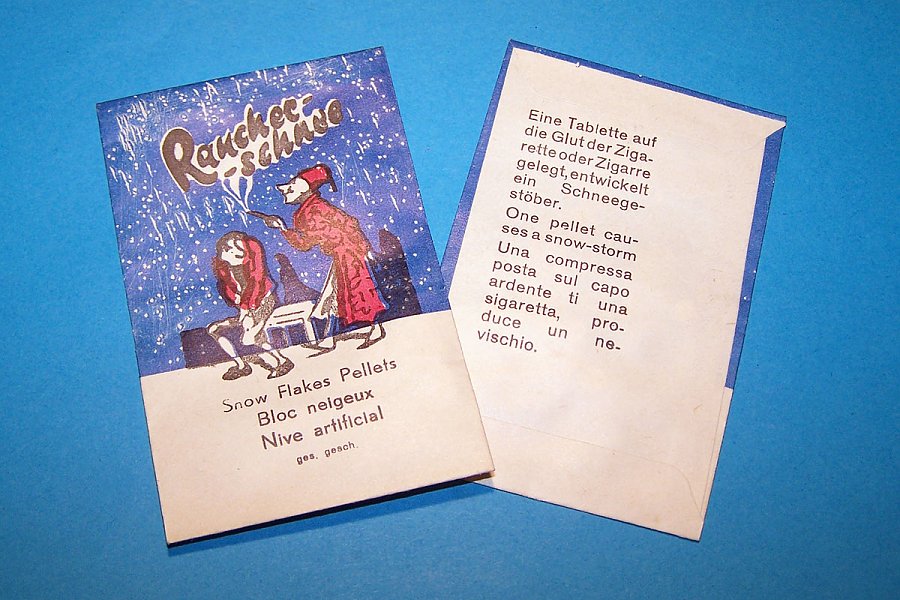 Raucher-
-schnee
Snow Flakes Pellets
Bloc neigeux
Nive artificial
ges. gesch.
Eine Tablette auf
die Glut der Ziga-
rette oder Zigarre
gelegt, entwickelt
ein Schneege-
stöber.
One pellet cau-
ses a snow-storm
Una compressa
posta sul capo
ardente ti una
sigaretta, pro-
duce un ne-
vischio.